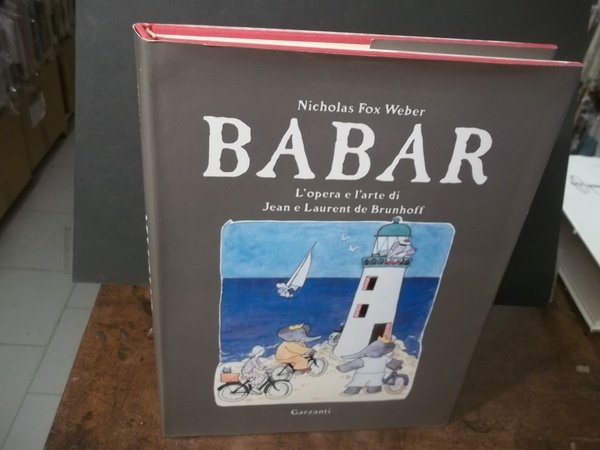 Nicholas Fox Weber
BABAR
L'opera e l'arte di
Jean e Laurent de Brunhoff
Garzanti